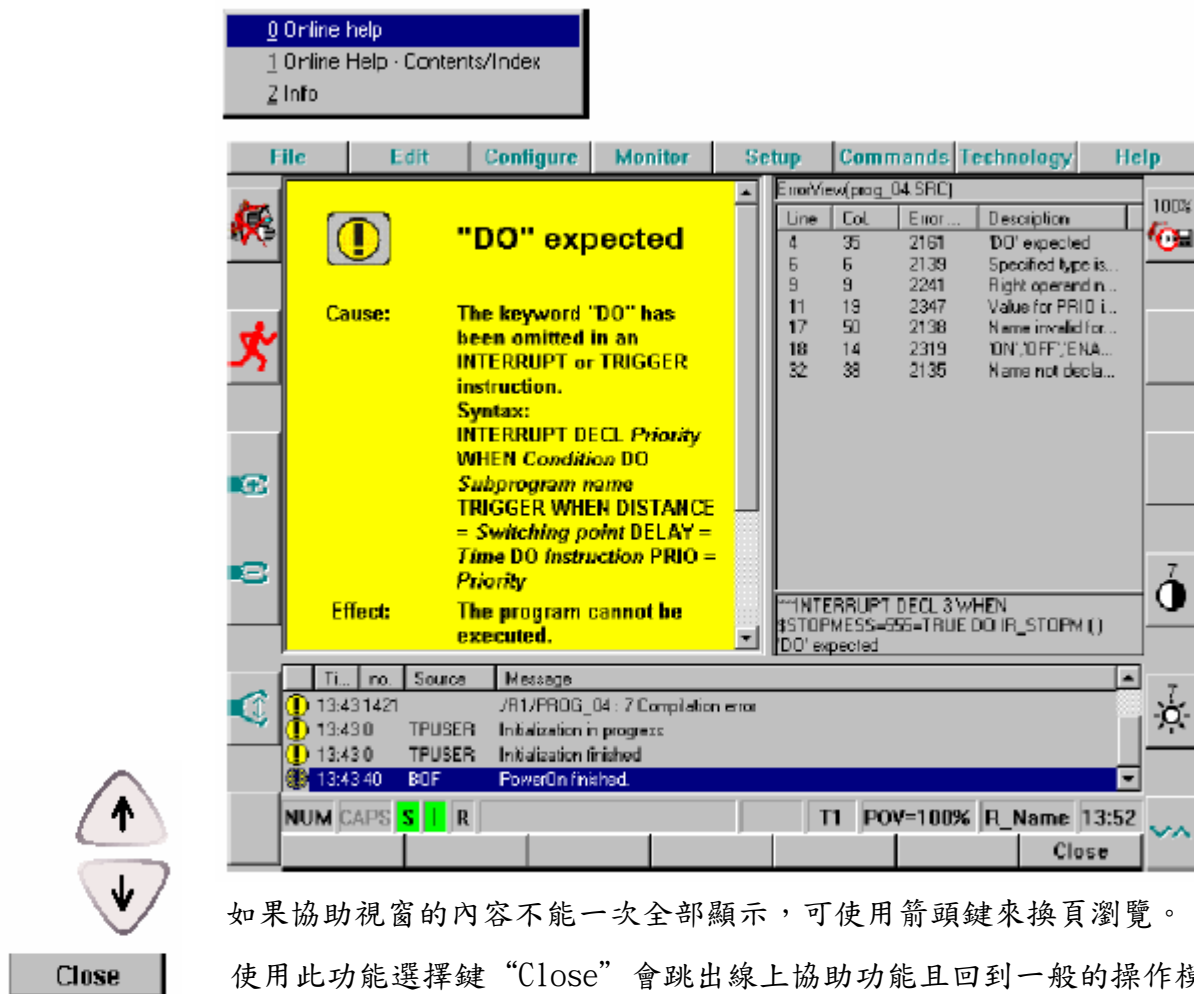 0 Online help
1 Online Help - Contents/Index
2 Info
File Edit Configure Monitor Setup Commands Technology Help
"DO" expected
Cause: The keyword "DO" has
been omitted in an
INTERRUPT or TRIGGER
instruction.
Syntax:
INTERRUPT DECL Priority
WHEN Condition DO
Subprogram name
TRIGGER WHEN DISTANCE
= Switching point DELAY =
Time DO Instruction PRIO =
Priority
Effect: The program cannot be
executed.
ErrorView(prog_04.SRC)
Line Col. Error ... Description
4 35 2161 'DO' expected
6 6 2139 Specified type is...
9 9 2241 Right operand n...
11 19 2347 Value for PRIO i...
17 50 2138 Name invalid for...
18 14 2319 'ON','OFF','ENA...
32 38 2135 Name not decla...
INTERRUPT DECL 3 WHEN
TRUE DO IR_STOPM ()
'DO' expected
100%
7
7
Ti... no. Source Message
13:43 1421 /R1/PROG_04 : 7 Compilation error
13:43 0 TPUSER Initialization in progress
13:43 0 TPUSER Initialization finished
13:43 40 BOF PowerOn finished.
NUM CAPS S I R T1 POV=100% R_Name 13:52
Close
如果協助視窗的內容不能一次全部顯示，可使用箭頭鍵來換頁瀏覽。
Close
使用此功能選擇鍵“Close”會跳出線上協助功能且回到一般的操作模